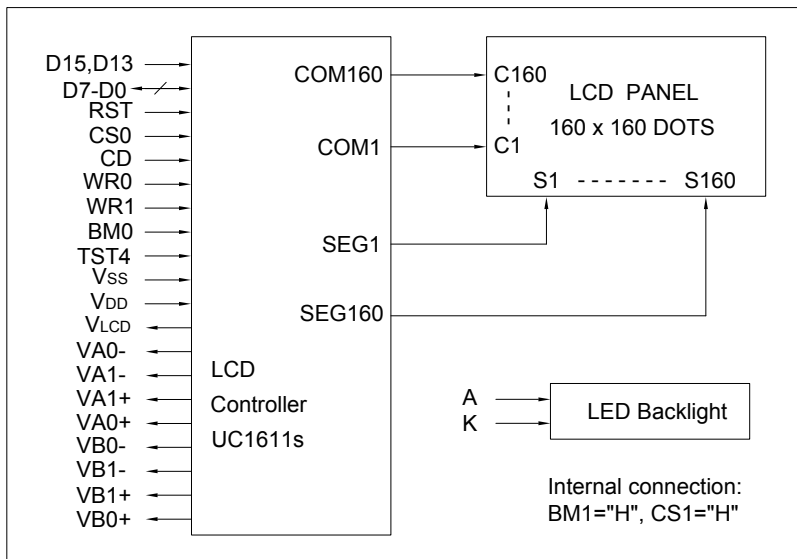 D15,D13
D7-D0
RST
CS0
CD
WR0
WR1
BM0
TST4
VSS
VDD
VLCD
VA0-
VA1-
VA1+
VA0+
VB0-
VB1-
VB1+
VB0+
COM160
COM1
SEG1
SEG160
LCD
Controller
UC1611s
C160
C1
LCD PANEL
160 x 160 DOTS
S1 ------- S160
A
K
LED Backlight
Internal connection:
BM1="H", CS1="H"